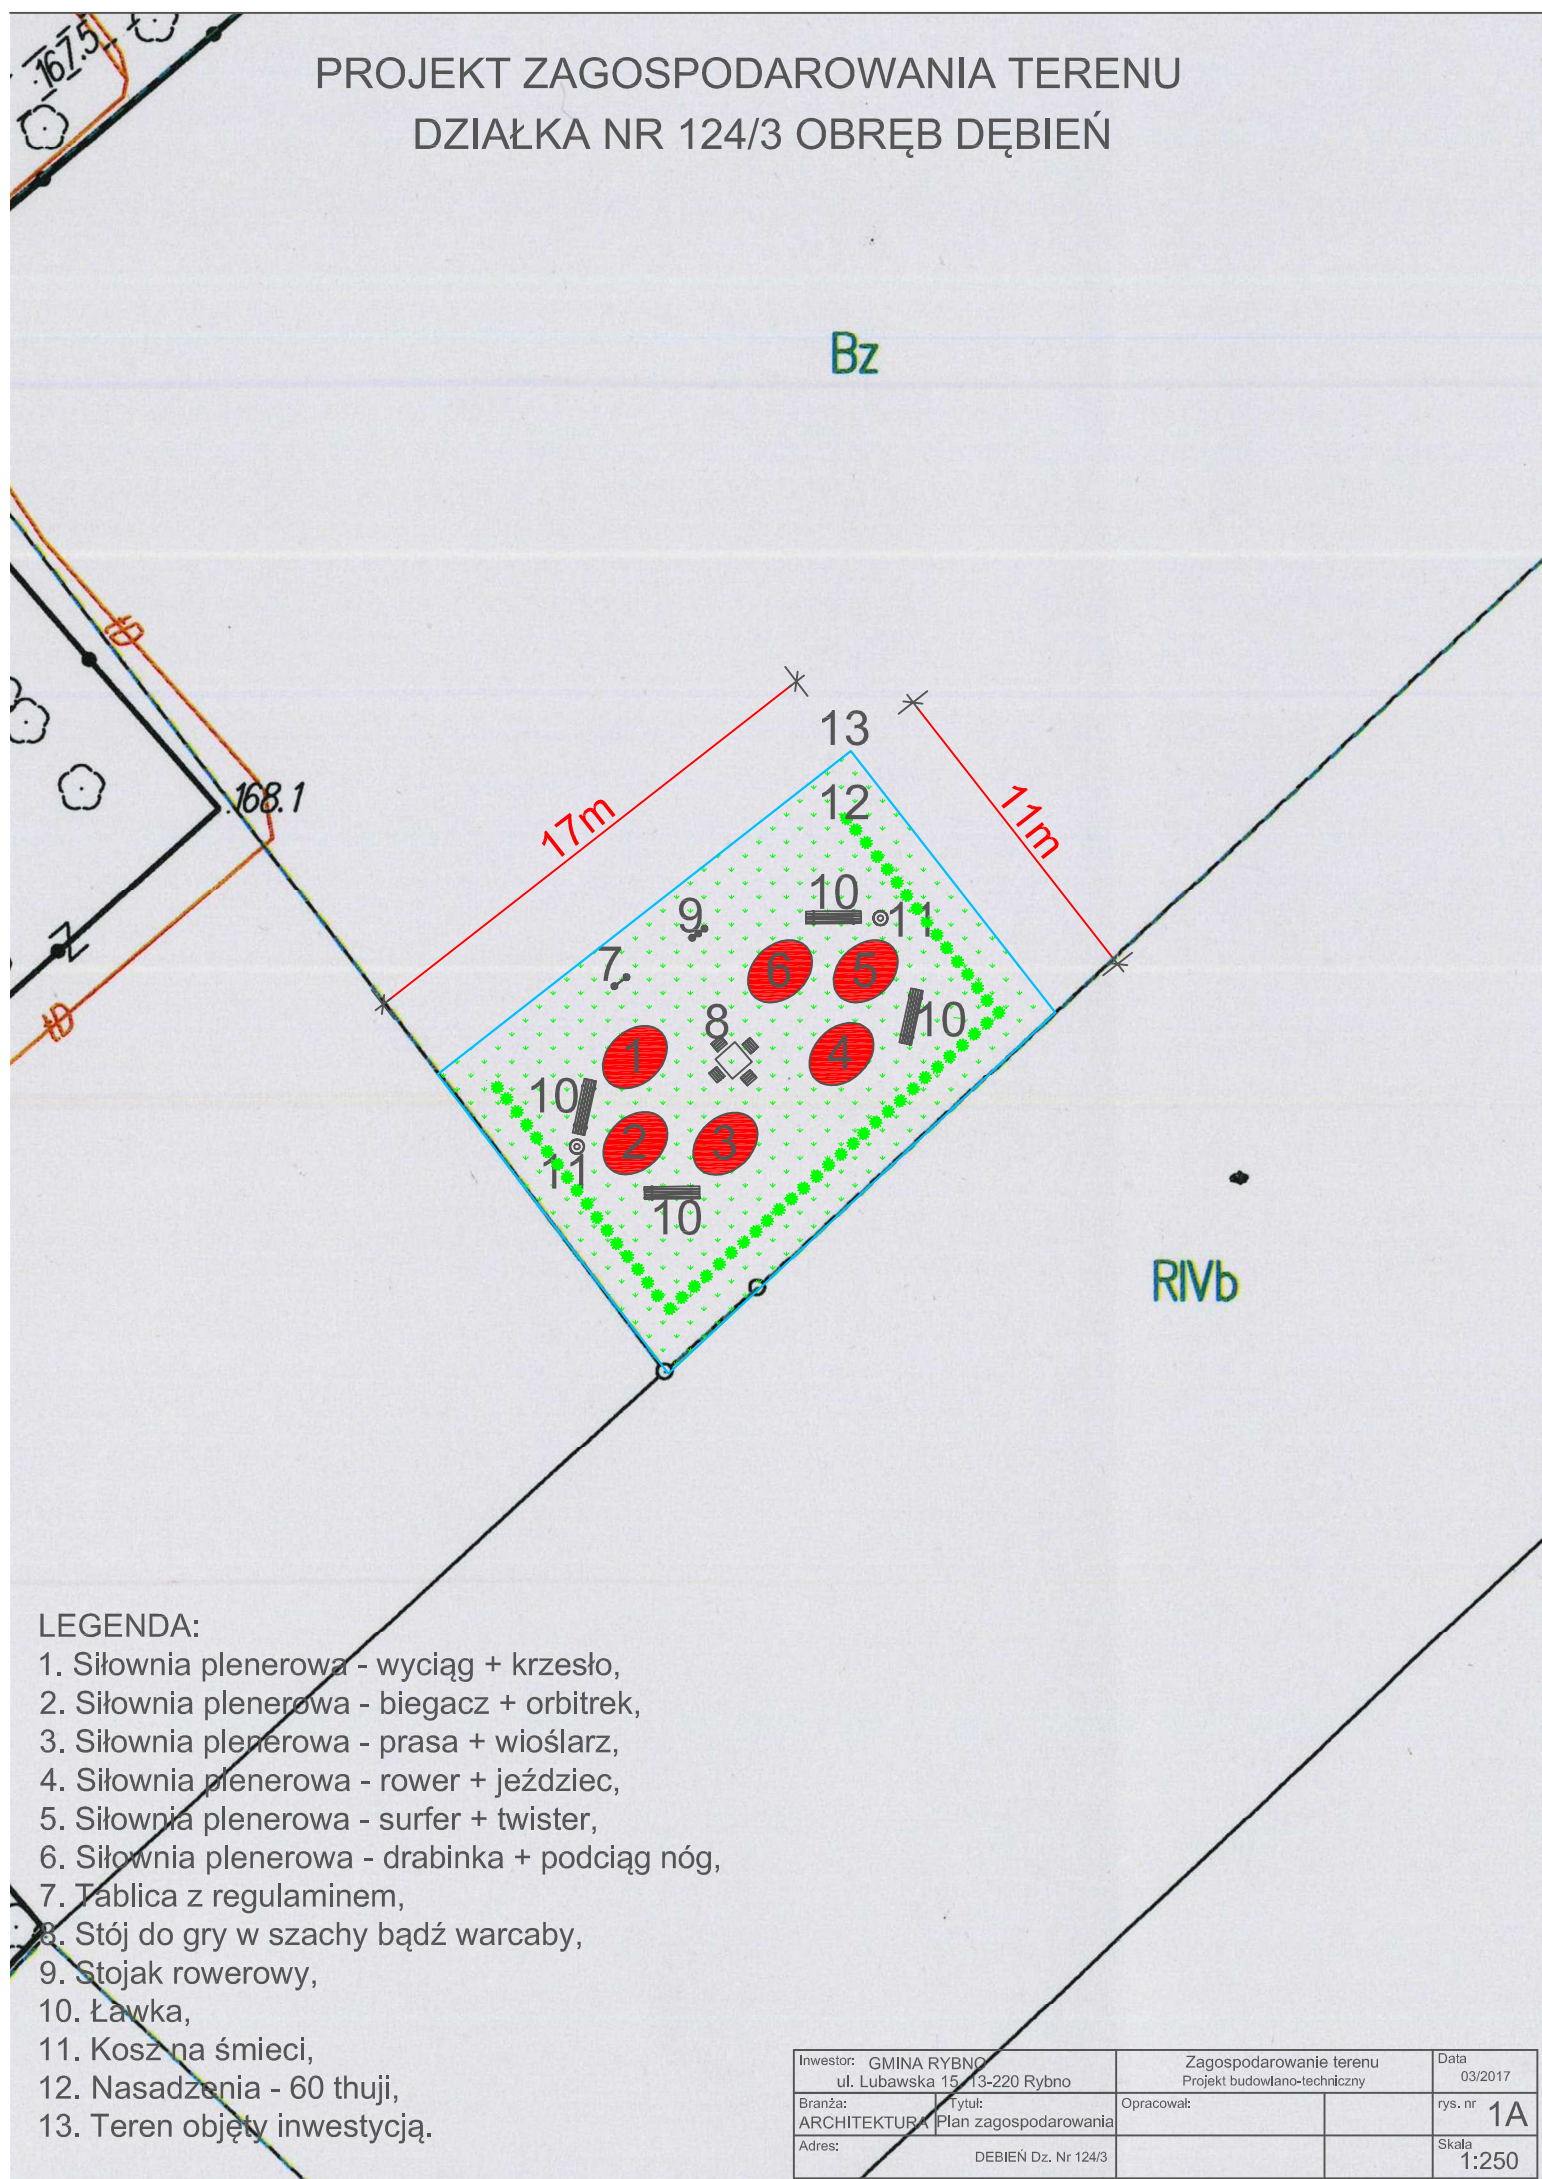 167.5
PROJEKT ZAGOSPODAROWANIA TERENU
DZIAŁKA NR 124/3 OBRĘB DĘBIEŃ
Bz
168.1
17m
11m
13
12
10
11
9
7
6
5
10
8
4
1
10
2
3
11
10
RIVb
LEGENDA:
1. Siłownia plenerowa - wyciąg + krzesło,
2. Siłownia plenerowa - biegacz + orbitrek,
3. Siłownia plenerowa - prasa + wioślarz,
4. Siłownia plenerowa - rower + jeździec,
5. Siłownia plenerowa - surfer + twister,
6. Siłownia plenerowa - drabinka + podciąg nóg,
7. Tablica z regulaminem,
8. Stój do gry w szachy bądź warcaby,
9. Stojak rowerowy,
10. Ławka,
11. Kosz na śmieci,
12. Nasadzenia - 60 thuji,
13. Teren objęty inwestycją.
Inwestor: GMINA RYBNO
ul. Lubawska 15, 13-220 Rybno
Zagospodarowanie terenu
Projekt budowlano-techniczny
Data
03/2017
Branża:
ARCHITEKTURA
Tytuł:
Plan zagospodarowania
Opracował:
rys. nr 1A
Adres:
DEBIEŃ Dz. Nr 124/3
Skala
1:250